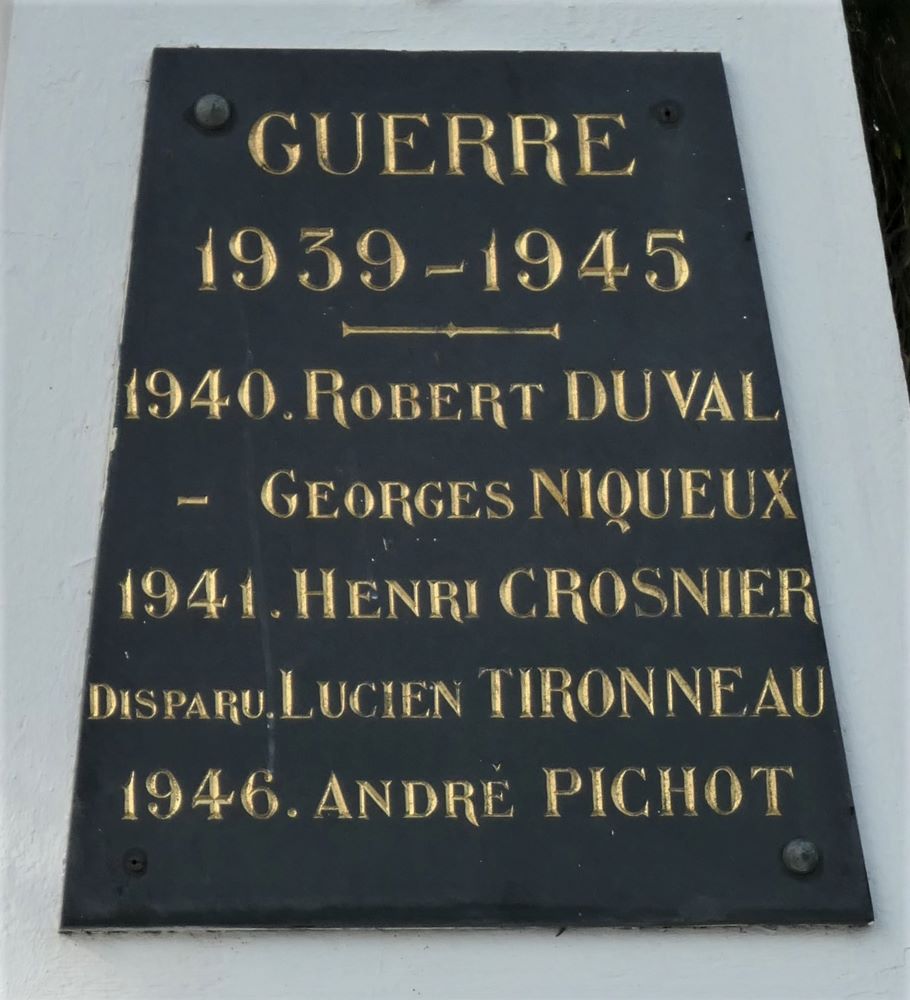 GUERRE
1939-1945
1940. ROBERT DUVAL
- GEORGES NIQUEUX
1941. HENRI CROSNIER
DISPARU. LUCIEN TIRONNEAU
1946. ANDRÉ PICHOT